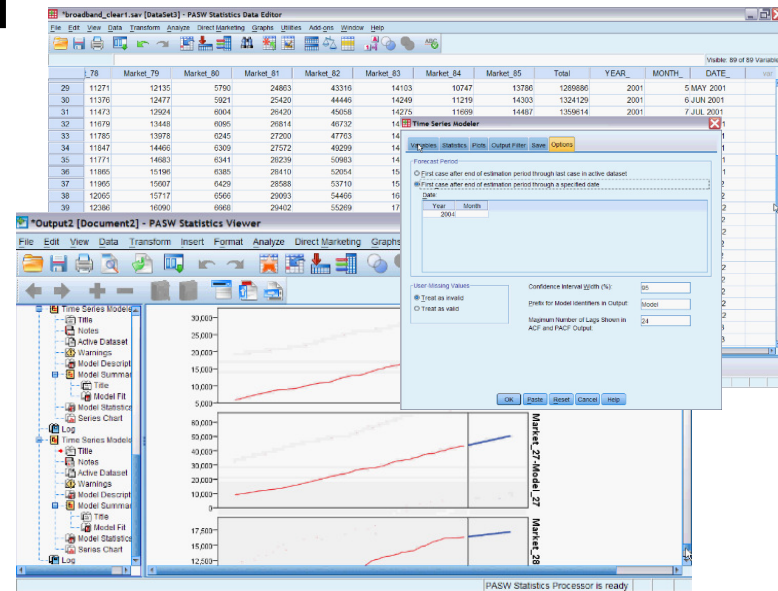 *broadband_clear1.sav [DataSet3] - PASW Statistics Data Editor
File Edit View Data Transform Analyze Direct Marketing Graphs Utilities Add-ons Window Help
Visible: 89 of 89 Variable
_78 Market_79 Market_80 Market_81 Market_82 Market_83 Market_84 Market_85 Total YEAR_ MONTH_ DATE_ var
29 11271 12135 5790 24863 43316 14103 10747 13786 1289886 2001 5 MAY 2001
30 11376 12477 5921 25420 44446 14249 11219 14303 1324129 2001 6 JUN 2001
31 11473 12924 6004 26420 45058 14275 11669 14487 1359614 2001 7 JUL 2001
32 11679 13448 6095 26814 46732
33 11785 13978 6245 27200 47763
34 11847 14466 6309 27572 49299
35 11771 14683 6341 28239 50983
36 11865 15196 6385 28410 52054
37 11965 15607 6429 28588 53710
38 12065 15717 6566 29093 54466
39 12386 16090 6668 29402 55269
Time Series Modeler
Variables Statistics Plots Output Filter Save Options
Forecast Period
First case after end of estimation period through last case in active dataset
First case after end of estimation period through a specified date
Date:
Year Month
2004
User Missing Values
Treat as invalid
Treat as valid
Confidence Interval Width (%): 95
Prefix for Model Identifiers in Output: Model
Maximum Number of Lags Shown in
ACF and PACF Output: 24
OK Paste Reset Cancel Help
*Output2 [Document2] - PASW Statistics Viewer
File Edit View Data Transform Insert Format Analyze Direct Marketing Graphs
Time Series Modele
Title
Notes
Active Dataset
Warnings
Model Descript
Model Summar
Title
Model Fit
Model Statistics
Series Chart
Log
Time Series Modele
Title
Notes
Active Dataset
Warnings
Model Descript
Model Summar
Title
Model Fit
Model Statistics
Series Chart
Log
30,000
25,000
20,000
15,000
10,000
5,000
60,000
50,000
40,000
30,000
20,000
10,000
0
Market_27-Model_27
17,500
15,000
12,500
Market_28
PASW Statistics Processor is ready